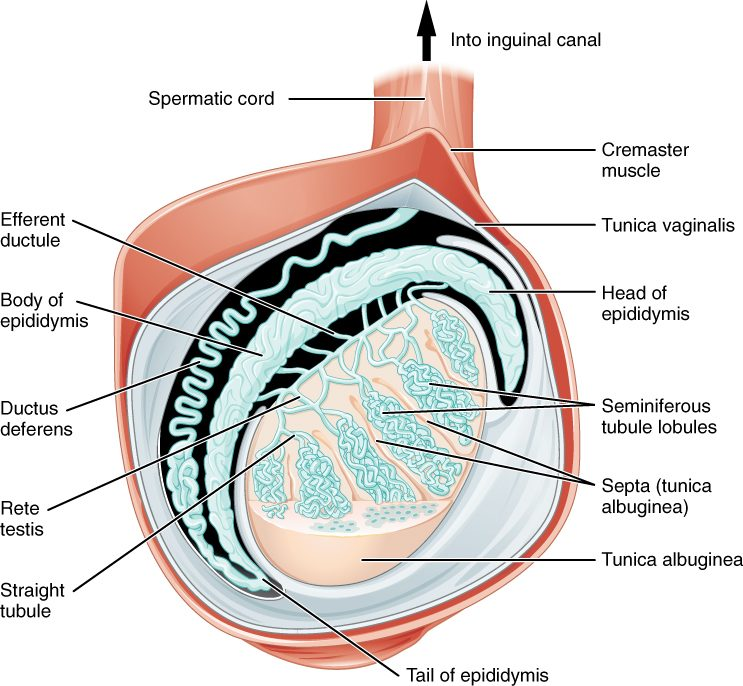 Into inguinal canal
Spermatic cord
Cremaster
muscle
Efferent
ductule
Tunica vaginalis
Body of
epididymis
Head of
epididymis
Ductus
deferens
Seminiferous
tubule lobules
Rete
testis
Septa (tunica
albuginea)
Straight
tubule
Tunica albuginea
Tail of epididymis